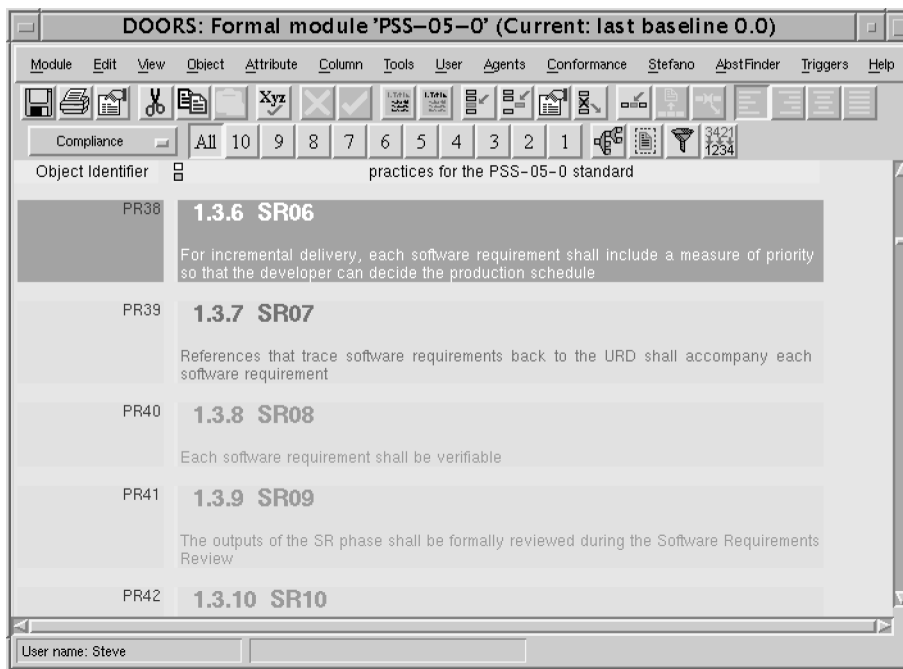 DOORS: Formal module 'PSS-05-0' (Current: last baseline 0.0)
Module Edit View Object Attribute Column Tools User Agents Conformance Stefano AbstFinder Triggers Help
Xyz
Compliance All 10 9 8 7 6 5 4 3 2 1 3421
1234
Object Identifier practices for the PSS-05-0 standard
PR38 1.3.6 SR06
For incremental delivery, each software requirement shall include a measure of priority
so that the developer can decide the production schedule
PR39 1.3.7 SR07
References that trace software requirements back to the URD shall accompany each
software requirement
PR40 1.3.8 SR08
Each software requirement shall be verifiable
PR41 1.3.9 SR09
The outputs of the SR phase shall be formally reviewed during the Software Requirements
Review
PR42 1.3.10 SR10
User name: Steve